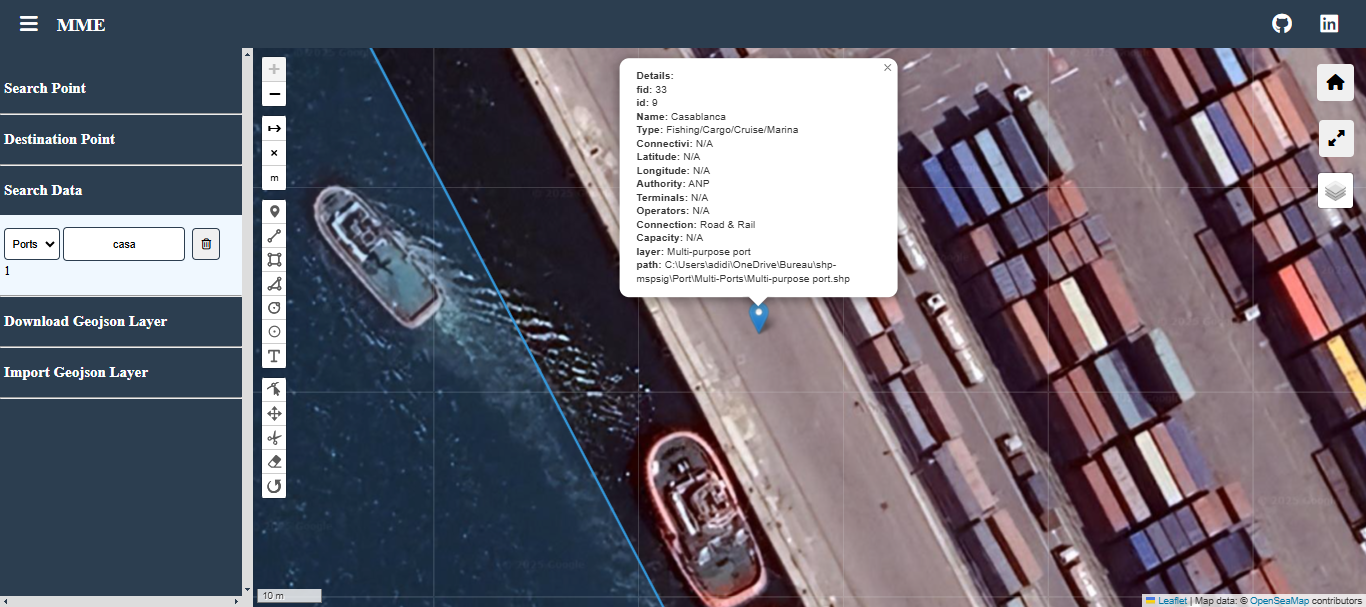 MME
Search Point
Destination Point
Search Data
Ports
casa
1
Download Geojson Layer
Import Geojson Layer
+
−
m
T
×
Details:
fid: 33
id: 9
Name: Casablanca
Type: Fishing/Cargo/Cruise/Marina
Connectivi: N/A
Latitude: N/A
Longitude: N/A
Authority: ANP
Terminals: N/A
Operators: N/A
Connection: Road & Rail
Capacity: N/A
layer: Multi-purpose port
path: C:\Users\adidi\OneDrive\Bureau\shp-
mspsig\Port\Multi-Ports\Multi-purpose port.shp
10 m
Leaflet | Map data: © OpenSeaMap contributors